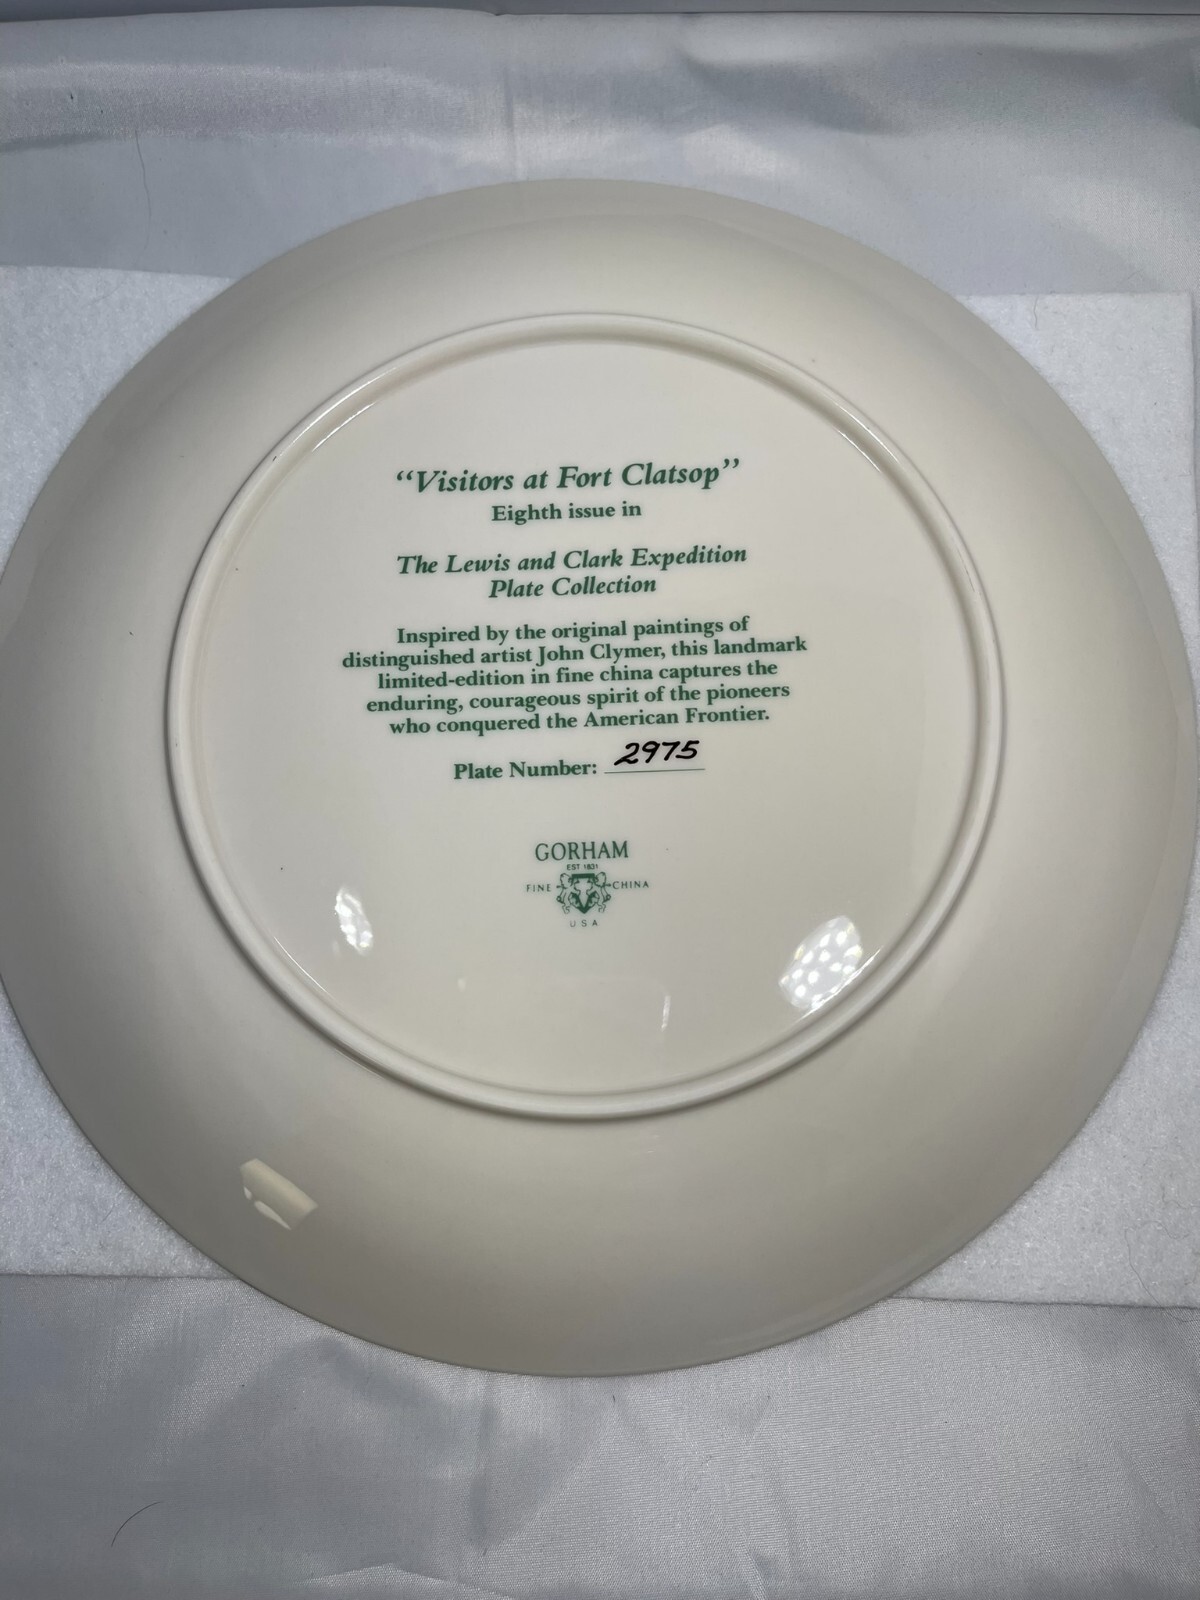 “Visitors at Fort Clatsop”
Eighth issue in
The Lewis and Clark Expedition
Plate Collection
Inspired by the original paintings of
distinguished artist John Clymer, this landmark
limited-edition in fine china captures the
enduring, courageous spirit of the pioneers
who conquered the American Frontier.
Plate Number: 2975
GORHAM
EST 1831
FINE CHINA
USA